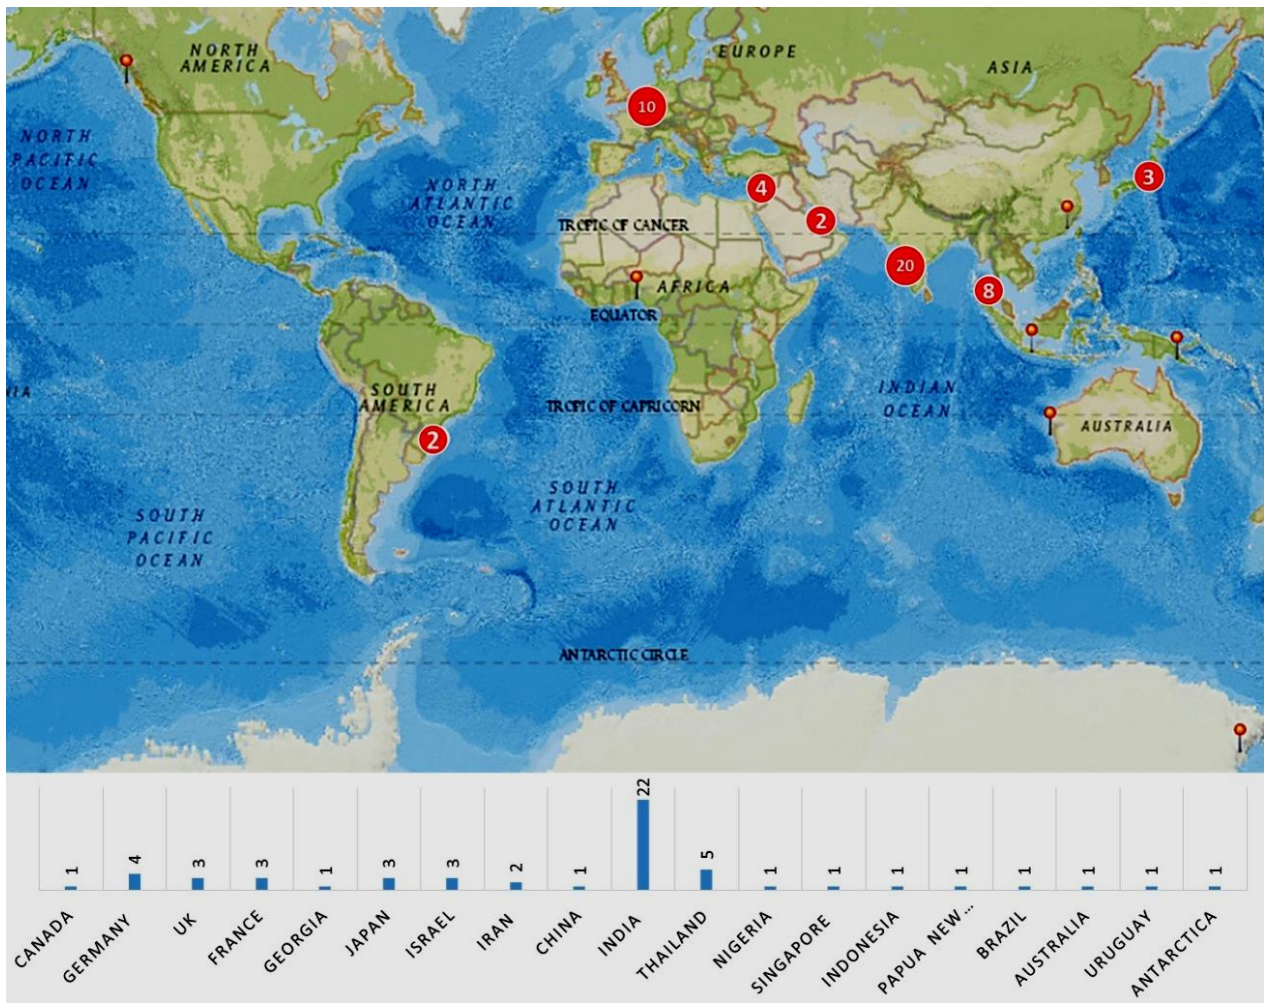 NORTH
AMERICA
EUROPE
ASIA
10
NORTH
PACIFIC
OCEAN
NORTH
ATLANTIC
OCEAN
4
3
2
TROPIC OF CANCER
20
8
AFRICA
EQUATOR
SOUTH
AMERICA
INDIAN
OCEAN
TROPIC OF CAPRICORN
AUSTRALIA
2
SOUTH
ATLANTIC
OCEAN
SOUTH
PACIFIC
OCEAN
ANTARCTIC CIRCLE
1
4
3
3
1
3
3
2
1
22
5
1
1
1
1
1
1
1
1
CANADA
GERMANY
UK
FRANCE
GEORGIA
JAPAN
ISRAEL
IRAN
CHINA
INDIA
THAILAND
NIGERIA
SINGAPORE
INDONESIA
PAPUA NEW...
BRAZIL
AUSTRALIA
URUGUAY
ANTARCTICA